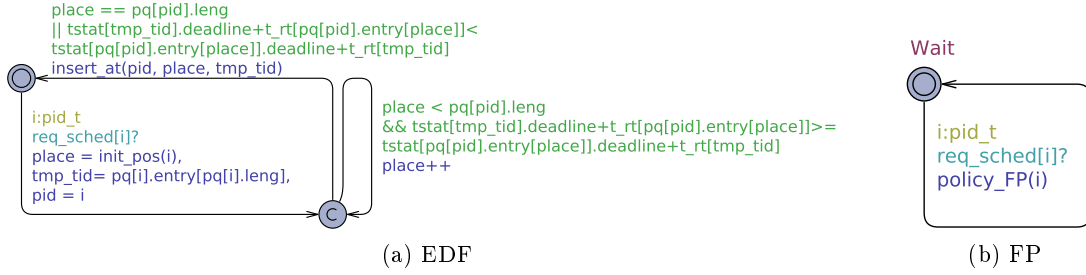 place == pq[pid].leng
|| tstat[tmp_tid].deadline+t_rt[pq[pid].entry[place]]<
tstat[pq[pid].entry[place]].deadline+t_rt[tmp_tid]
insert_at(pid, place, tmp_tid)
i:pid_t
req_sched[i]?
place = init_pos(i),
tmp_tid= pq[i].entry[pq[i].leng],
pid = i
C
place < pq[pid].leng
&& tstat[tmp_tid].deadline+t_rt[pq[pid].entry[place]]>=
tstat[pq[pid].entry[place]].deadline+t_rt[tmp_tid]
place++
(a) EDF
Wait
i:pid_t
req_sched[i]?
policy_FP(i)
(b) FP